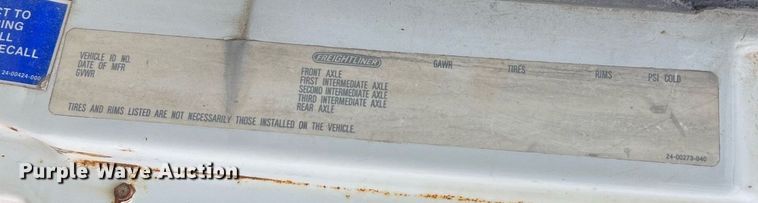 CT TO
RING
LL
RECALL
24-00424-000
VEHICLE ID NO.
DATE OF MFR
GVWR
FREIGHTLINER
GAWR TIRES RIMS PSI COLD
FRONT AXLE
FIRST INTERMEDIATE AXLE
SECOND INTERMEDIATE AXLE
THIRD INTERMEDIATE AXLE
REAR AXLE
TIRES AND RIMS LISTED ARE NOT NECESSARILY THOSE INSTALLED ON THE VEHICLE.
24-00273-040
Purple Wave Auction